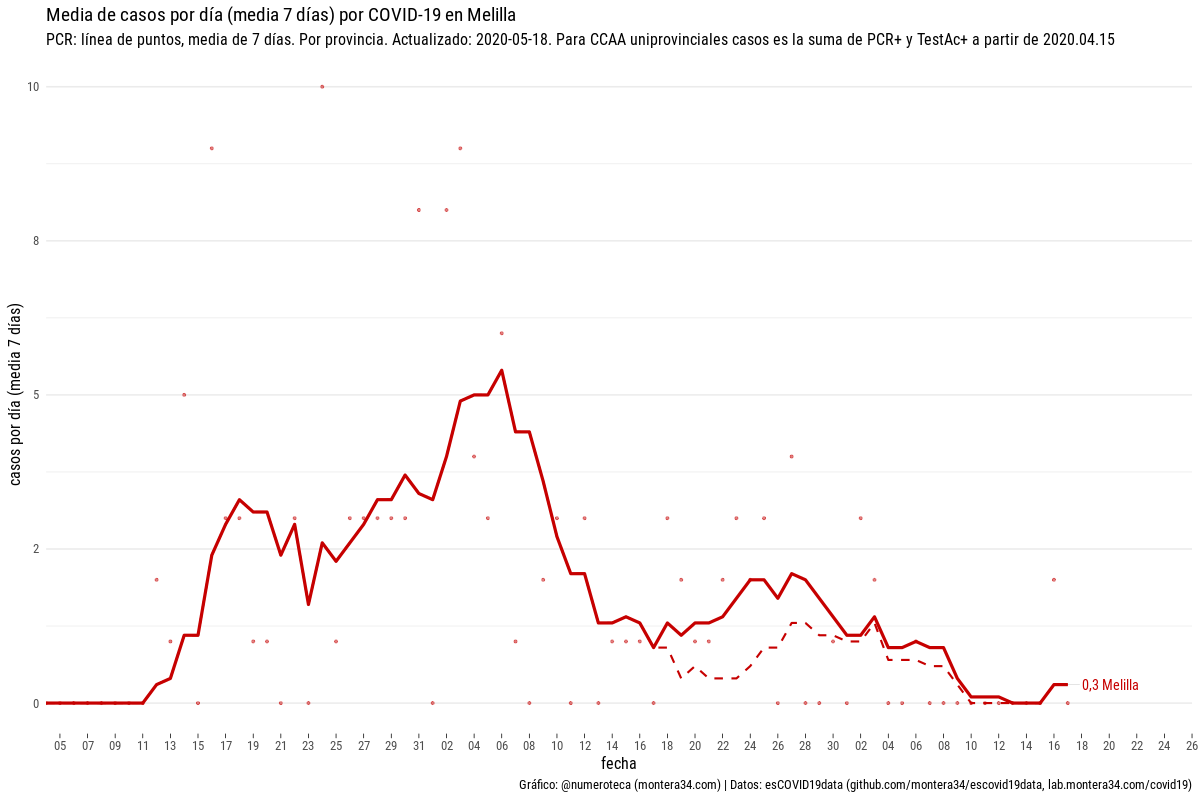 Media de casos por día (media 7 días) por COVID-19 en Melilla
PCR: línea de puntos, media de 7 días. Por provincia. Actualizado: 2020-05-18. Para CCAA uniprovinciales casos es la suma de PCR+ y TestAc+ a partir de 2020.04.15
casos por día (media 7 días)
10
8
5
2
0
0,3 Melilla
05 07 09 11 13 15 17 19 21 23 25 27 29 31 02 04 06 08 10 12 14 16 18 20 22 24 26 28 30 02 04 06 08 10 12 14 16 18 20 22 24 26
fecha
Gráfico: @numeroteca (montera34.com) | Datos: esCOVID19data (github.com/montera34/escovid19data, lab.montera34.com/covid19)